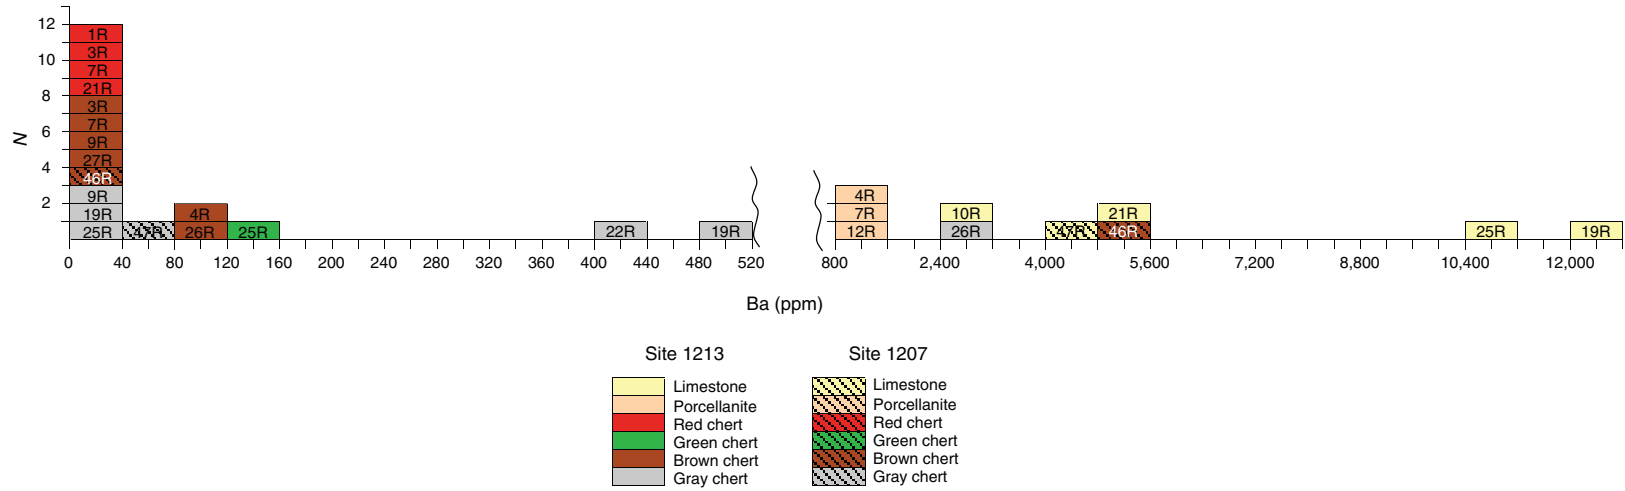 12
10
8
6
4
2
N
1R
3R
7R
21R
3R
7R
9R
27R
46R
9R
19R
25R
47R
4R
26R
25R
22R
19R
4R
7R
12R
10R
26R
47R
21R
46R
25R
19R
0 40 80 120 160 200 240 280 320 360 400 440 480 520 800 2,400 4,000 5,600 7,200 8,800 10,400 12,000
Ba (ppm)
Site 1213
Limestone
Porcellanite
Red chert
Green chert
Brown chert
Gray chert
Site 1207
Limestone
Porcellanite
Red chert
Green chert
Brown chert
Gray chert